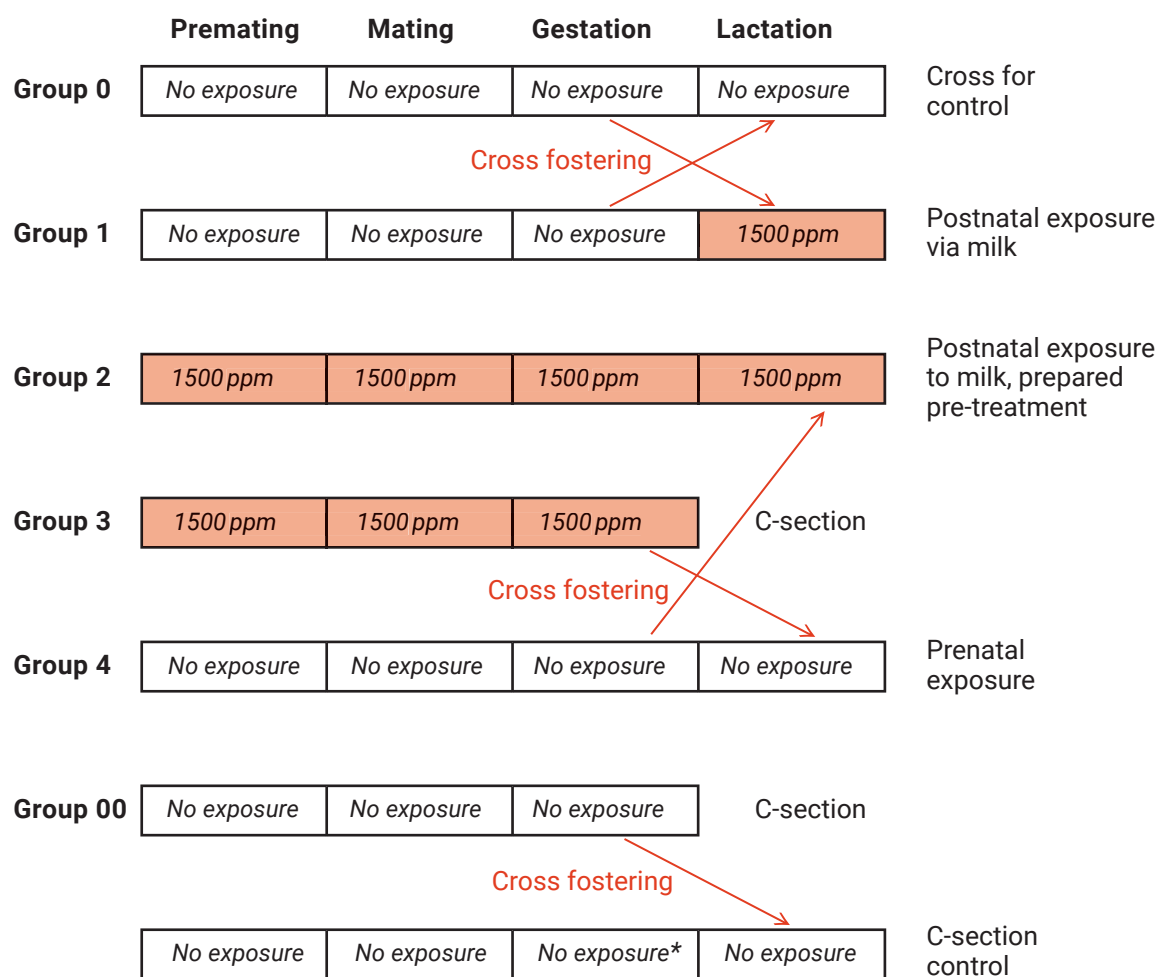 Premating Mating Gestation Lactation
Group 0 No exposure No exposure No exposure No exposure Cross for
control
Cross fostering
Group 1 No exposure No exposure No exposure 1500 ppm Postnatal exposure
via milk
Group 2 1500 ppm 1500 ppm 1500 ppm 1500 ppm Postnatal exposure
to milk, prepared
pre-treatment
Group 3 1500 ppm 1500 ppm 1500 ppm C-section
Cross fostering
Group 4 No exposure No exposure No exposure No exposure Prenatal
exposure
Group 00 No exposure No exposure No exposure C-section
Cross fostering
No exposure No exposure No exposure* No exposure C-section
control